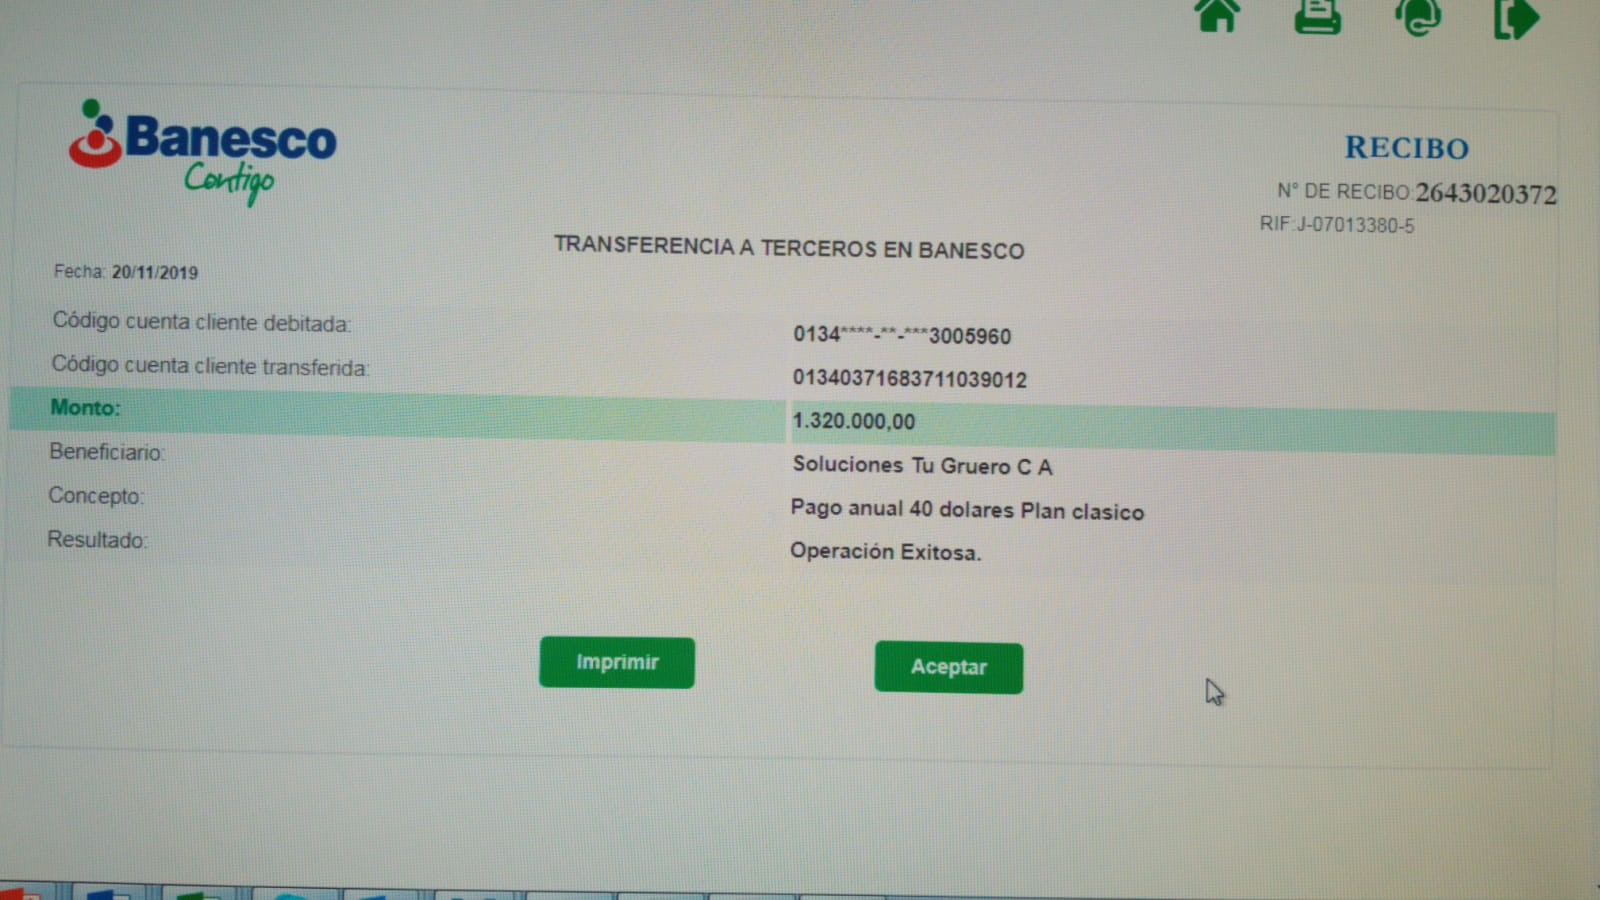 Banesco
Contigo
RECIBO
N° DE RECIBO:2643020372
RIF:J-07013380-5
TRANSFERENCIA A TERCEROS EN BANESCO
Fecha: 20/11/2019
Código cuenta cliente debitada: 0134****-**-***3005960
Código cuenta cliente transferida: 01340371683711039012
Monto: 1.320.000,00
Beneficiario: Soluciones Tu Gruero C A
Concepto: Pago anual 40 dolares Plan clasico
Resultado: Operación Exitosa.
Imprimir Aceptar